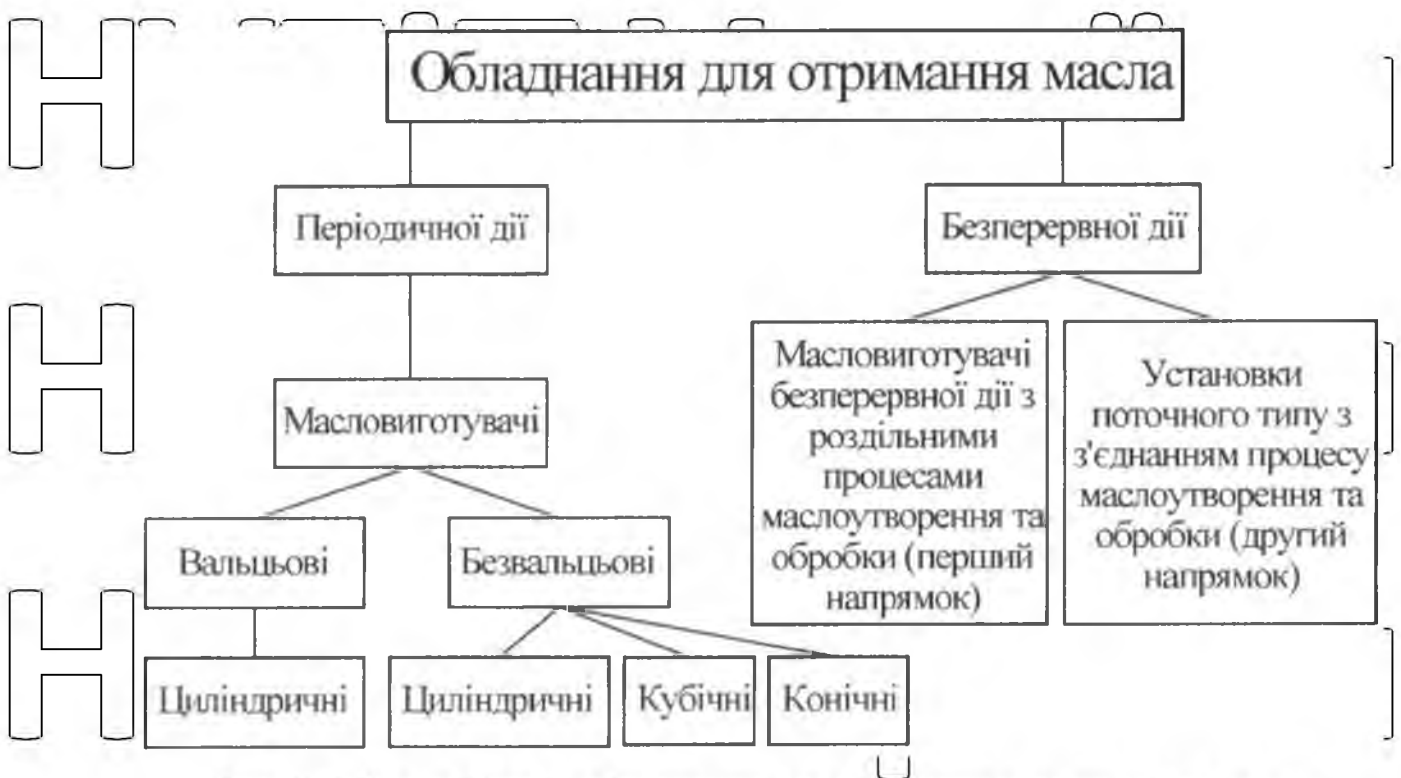 Обладнання для отримання масла
Періодичної дії
Безперервної дії
Масловиготувачі
Масловиготувачі
безперервної дії з
роздільними
процесами
маслоутворення та
обробки (перший
напрямок)
Установки
поточного типу з
з'єднанням процесу
маслоутворення та
обробки (другий
напрямок)
Вальцьові
Безвальцьові
Циліндричні
Циліндричні
Кубічні
Конічні